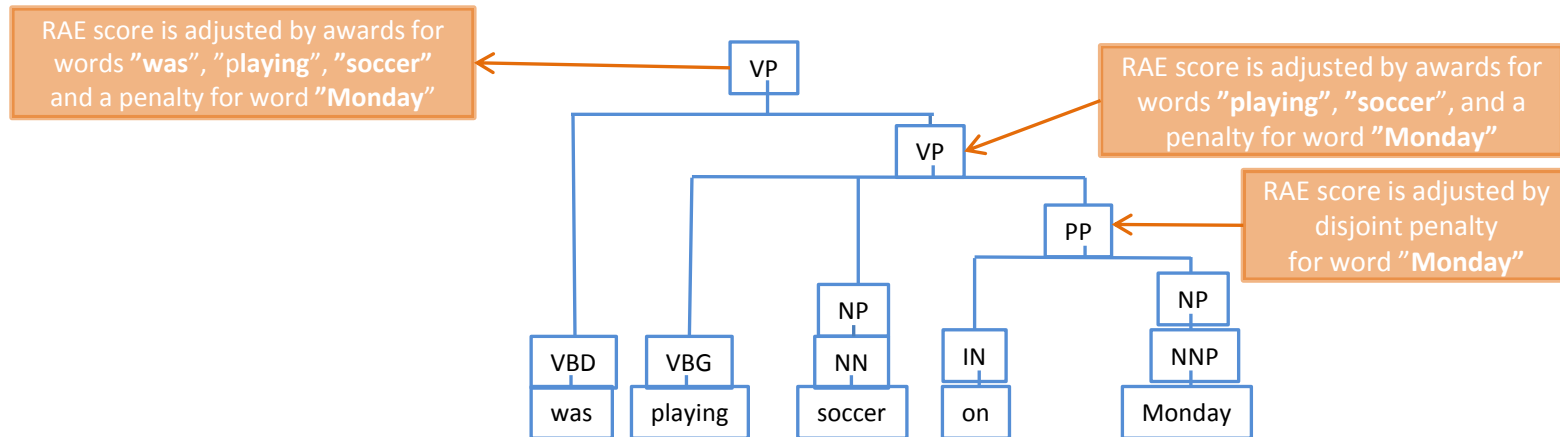 RAE score is adjusted by awards for
words ”was”, ”playing”, ”soccer”
and a penalty for word ”Monday”
VP
RAE score is adjusted by awards for
words ”playing”, ”soccer”, and a
penalty for word ”Monday”
VP
RAE score is adjusted by
disjoint penalty
for word ”Monday”
PP
NP
NP
VBD
VBG
NN
IN
NNP
was
playing
soccer
on
Monday